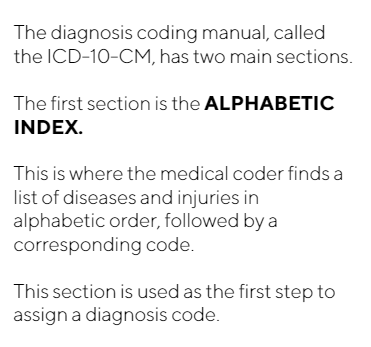 The diagnosis coding manual, called
the ICD-10-CM, has two main sections.
The first section is the ALPHABETIC
INDEX.
This is where the medical coder finds a
list of diseases and injuries in
alphabetic order, followed by a
corresponding code.
This section is used as the first step to
assign a diagnosis code.